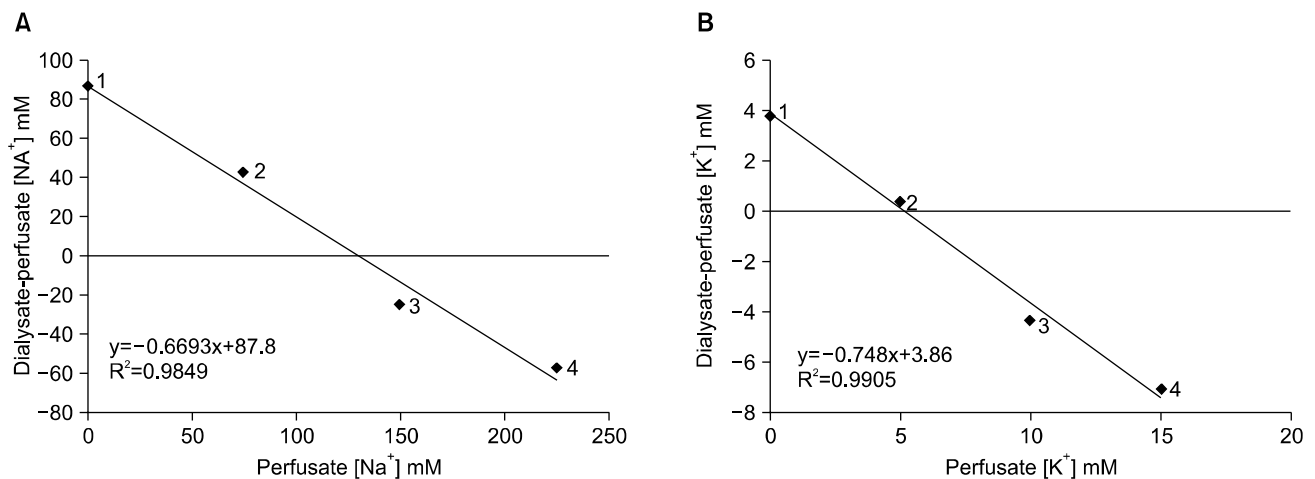 A
Dialysate-perfusate [NA⁺] mM
100
80
60
40
20
0
−20
−40
−60
−80
1
2
3
4
y=−0.6693x+87.8
R²=0.9849
0 50 100 150 200 250
Perfusate [Na⁺] mM
B
Dialysate-perfusate [K⁺] mM
6
4
2
0
−2
−4
−6
−8
1
2
3
4
y=−0.748x+3.86
R²=0.9905
0 5 10 15 20
Perfusate [K⁺] mM